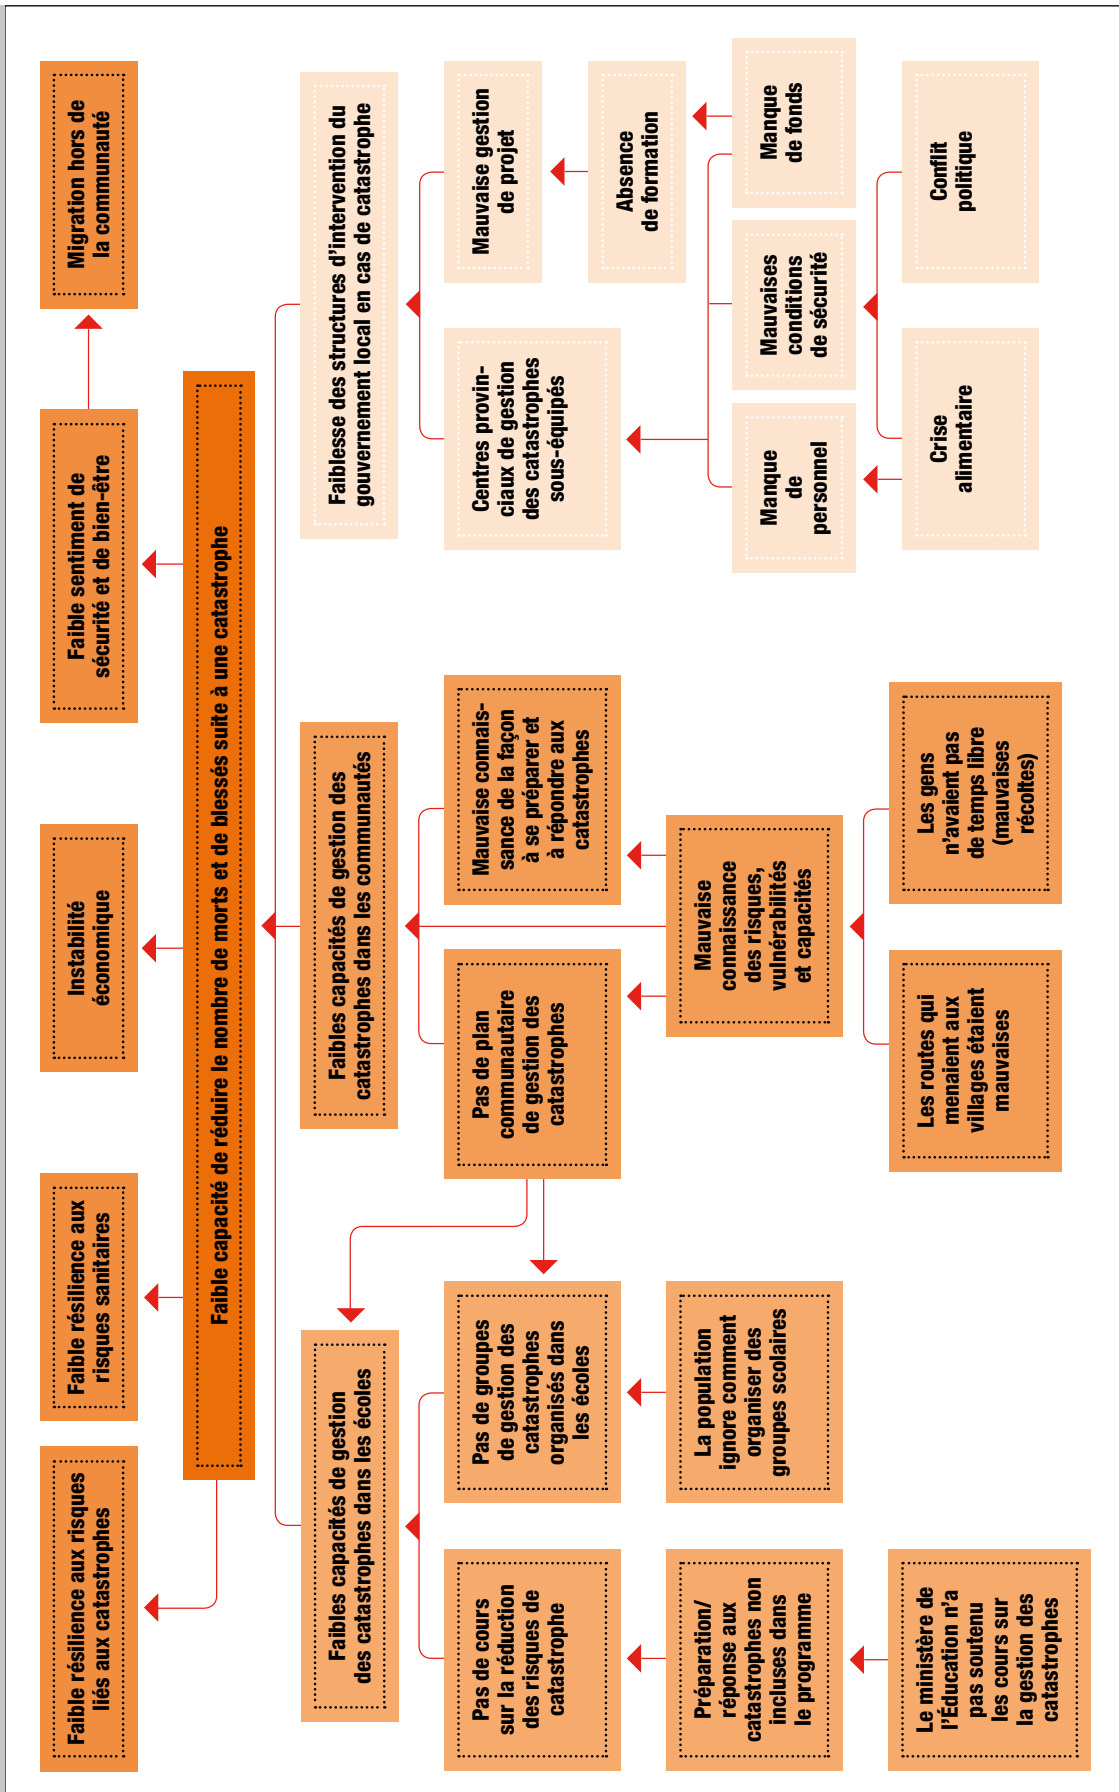 Faible résilience aux risques
liés aux catastrophes
Faible résilience aux
risques sanitaires
Instabilité
économique
Faible sentiment de
sécurité et de bien-être
Migration hors de
la communauté
Faible capacité de réduire le nombre de morts et de blessés suite à une catastrophe
Faibles capacités de gestion
des catastrophes dans les écoles
Faibles capacités de gestion des
catastrophes dans les communautés
Faiblesse des structures d’intervention du
gouvernement local en cas de catastrophe
Pas de cours
sur la réduction
des risques de
catastrophe
Pas de groupes
de gestion des
catastrophes
organisés dans
les écoles
Pas de plan
communautaire
de gestion des
catastrophes
Mauvaise connais-
sance de la façon
à se préparer et
à répondre aux
catastrophes
Centres provin-
ciaux de gestion
des catastrophes
sous-équipés
Mauvaise gestion
de projet
Absence
de formation
Préparation/
réponse aux
catastrophes non
incluses dans
le programme
La population
ignore comment
organiser des
groupes scolaires
Mauvaise
connaissance
des risques,
vulnérabilités
et capacités
Manque
de
personnel
Mauvaises
conditions
de sécurité
Manque
de fonds
Le ministère de
l’Éducation n’a
pas soutenu
les cours sur
la gestion des
catastrophes
Les routes qui
menaient aux
villages étaient
mauvaises
Les gens
n’avaient pas
de temps libre
(mauvaises
récoltes)
Crise
alimentaire
Conflit
politique